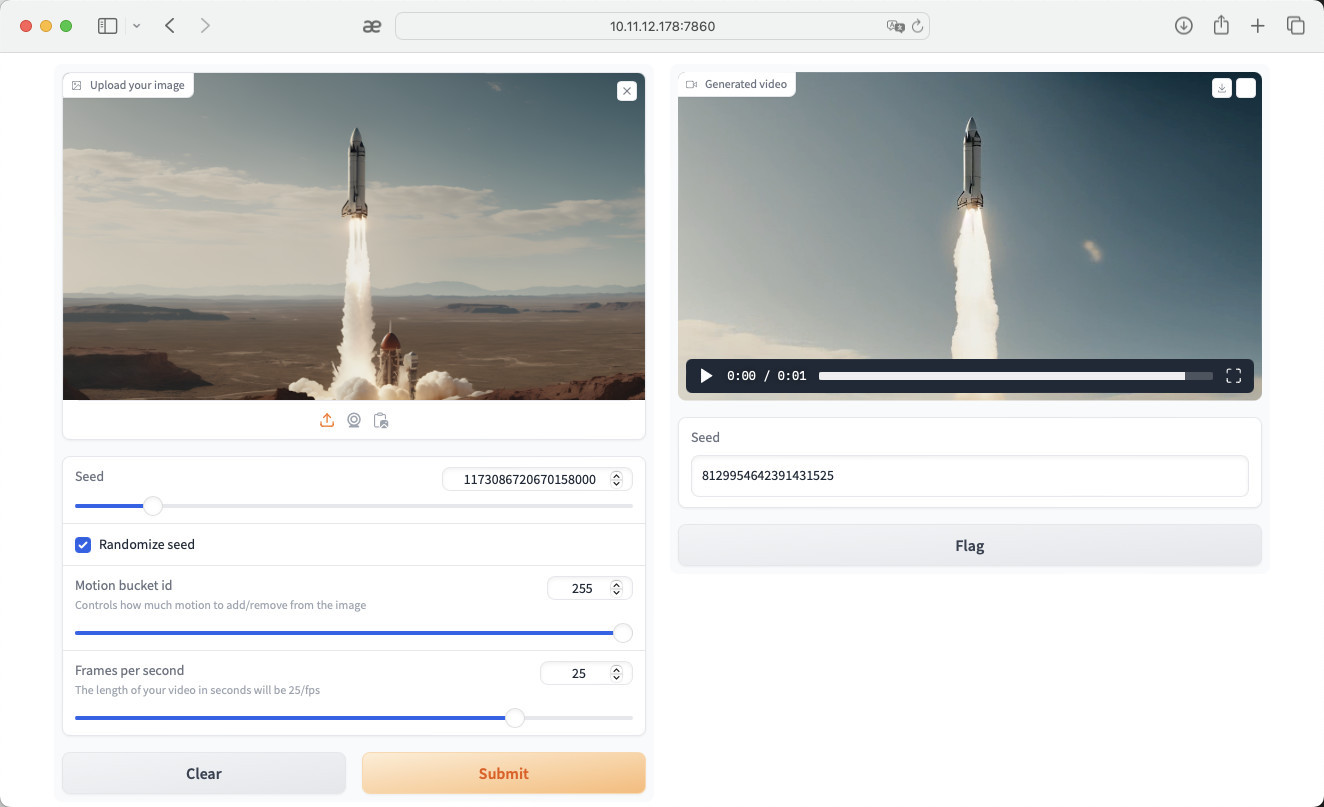 10.11.12.178:7860
Upload your image
Generated video
0:00 / 0:01
Seed
1173086720670158000
Randomize seed
Motion bucket id
255
Controls how much motion to add/remove from the image
Frames per second
25
The length of your video in seconds will be 25/fps
Clear
Submit
Seed
8129954642391431525
Flag